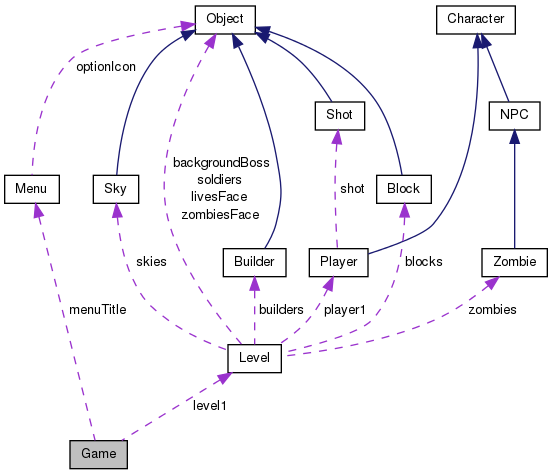 Object
Character
optionIcon
Shot
NPC
backgroundBoss
soldiers
livesFace
zombiesFace
Menu
Sky
shot
Block
skies
Builder
Player
blocks
Zombie
menuTitle
builders
player1
zombies
Level
level1
Game